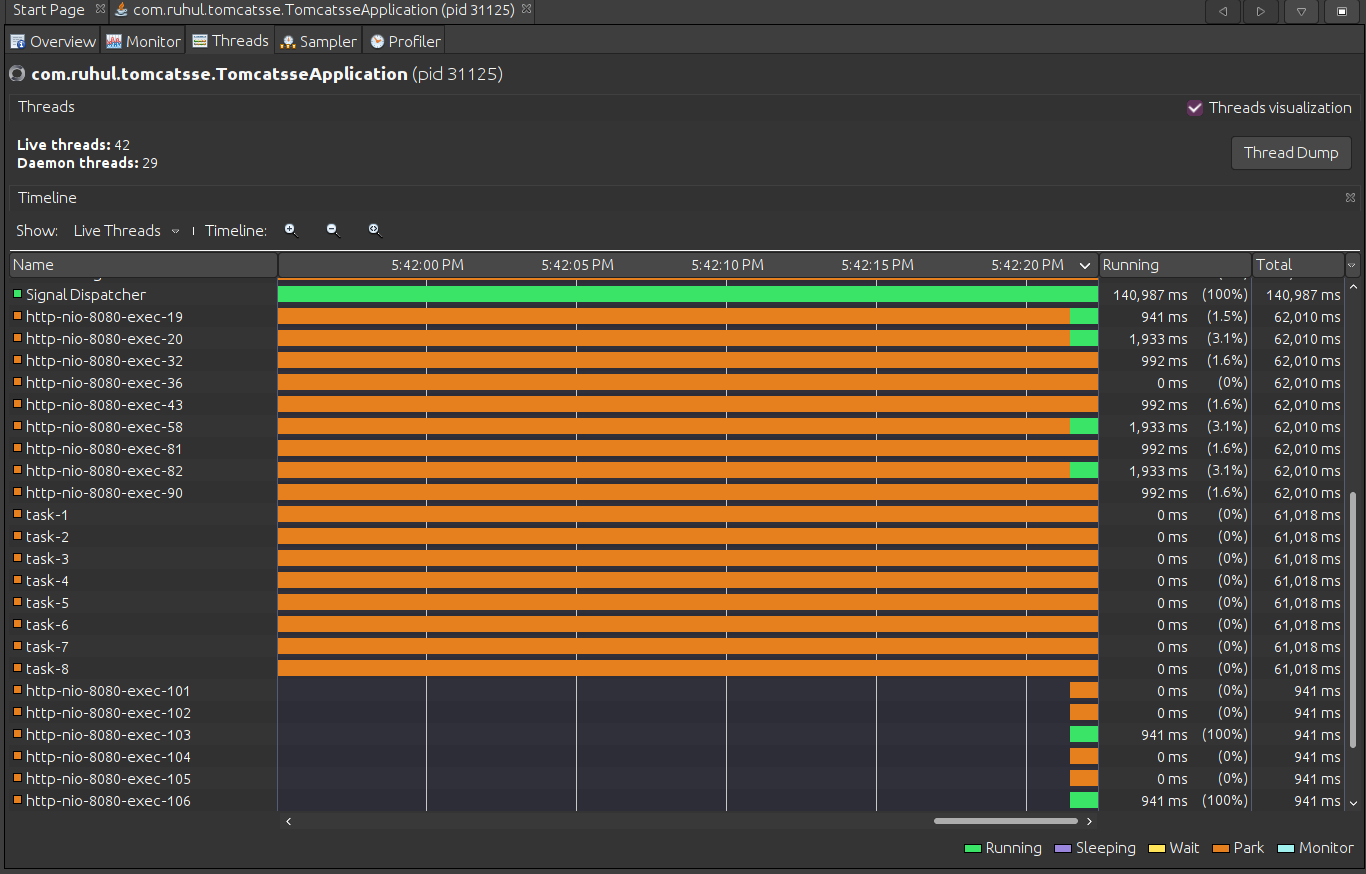 Start Page com.ruhul.tomcatsse.TomcatsseApplication (pid 31125)
Overview Monitor Threads Sampler Profiler
com.ruhul.tomcatsse.TomcatsseApplication (pid 31125)
Threads Threads visualization
Live threads: 42
Daemon threads: 29
Thread Dump
Timeline
Show: Live Threads Timeline:
Name 5:42:00 PM 5:42:05 PM 5:42:10 PM 5:42:15 PM 5:42:20 PM Running Total
Signal Dispatcher 140,987 ms (100%) 140,987 ms
http-nio-8080-exec-19 941 ms (1.5%) 62,010 ms
http-nio-8080-exec-20 1,933 ms (3.1%) 62,010 ms
http-nio-8080-exec-32 992 ms (1.6%) 62,010 ms
http-nio-8080-exec-36 0 ms (0%) 62,010 ms
http-nio-8080-exec-43 992 ms (1.6%) 62,010 ms
http-nio-8080-exec-58 1,933 ms (3.1%) 62,010 ms
http-nio-8080-exec-81 992 ms (1.6%) 62,010 ms
http-nio-8080-exec-82 1,933 ms (3.1%) 62,010 ms
http-nio-8080-exec-90 992 ms (1.6%) 62,010 ms
task-1 0 ms (0%) 61,018 ms
task-2 0 ms (0%) 61,018 ms
task-3 0 ms (0%) 61,018 ms
task-4 0 ms (0%) 61,018 ms
task-5 0 ms (0%) 61,018 ms
task-6 0 ms (0%) 61,018 ms
task-7 0 ms (0%) 61,018 ms
task-8 0 ms (0%) 61,018 ms
http-nio-8080-exec-101 0 ms (0%) 941 ms
http-nio-8080-exec-102 0 ms (0%) 941 ms
http-nio-8080-exec-103 941 ms (100%) 941 ms
http-nio-8080-exec-104 0 ms (0%) 941 ms
http-nio-8080-exec-105 0 ms (0%) 941 ms
http-nio-8080-exec-106 941 ms (100%) 941 ms
Running Sleeping Wait Park Monitor